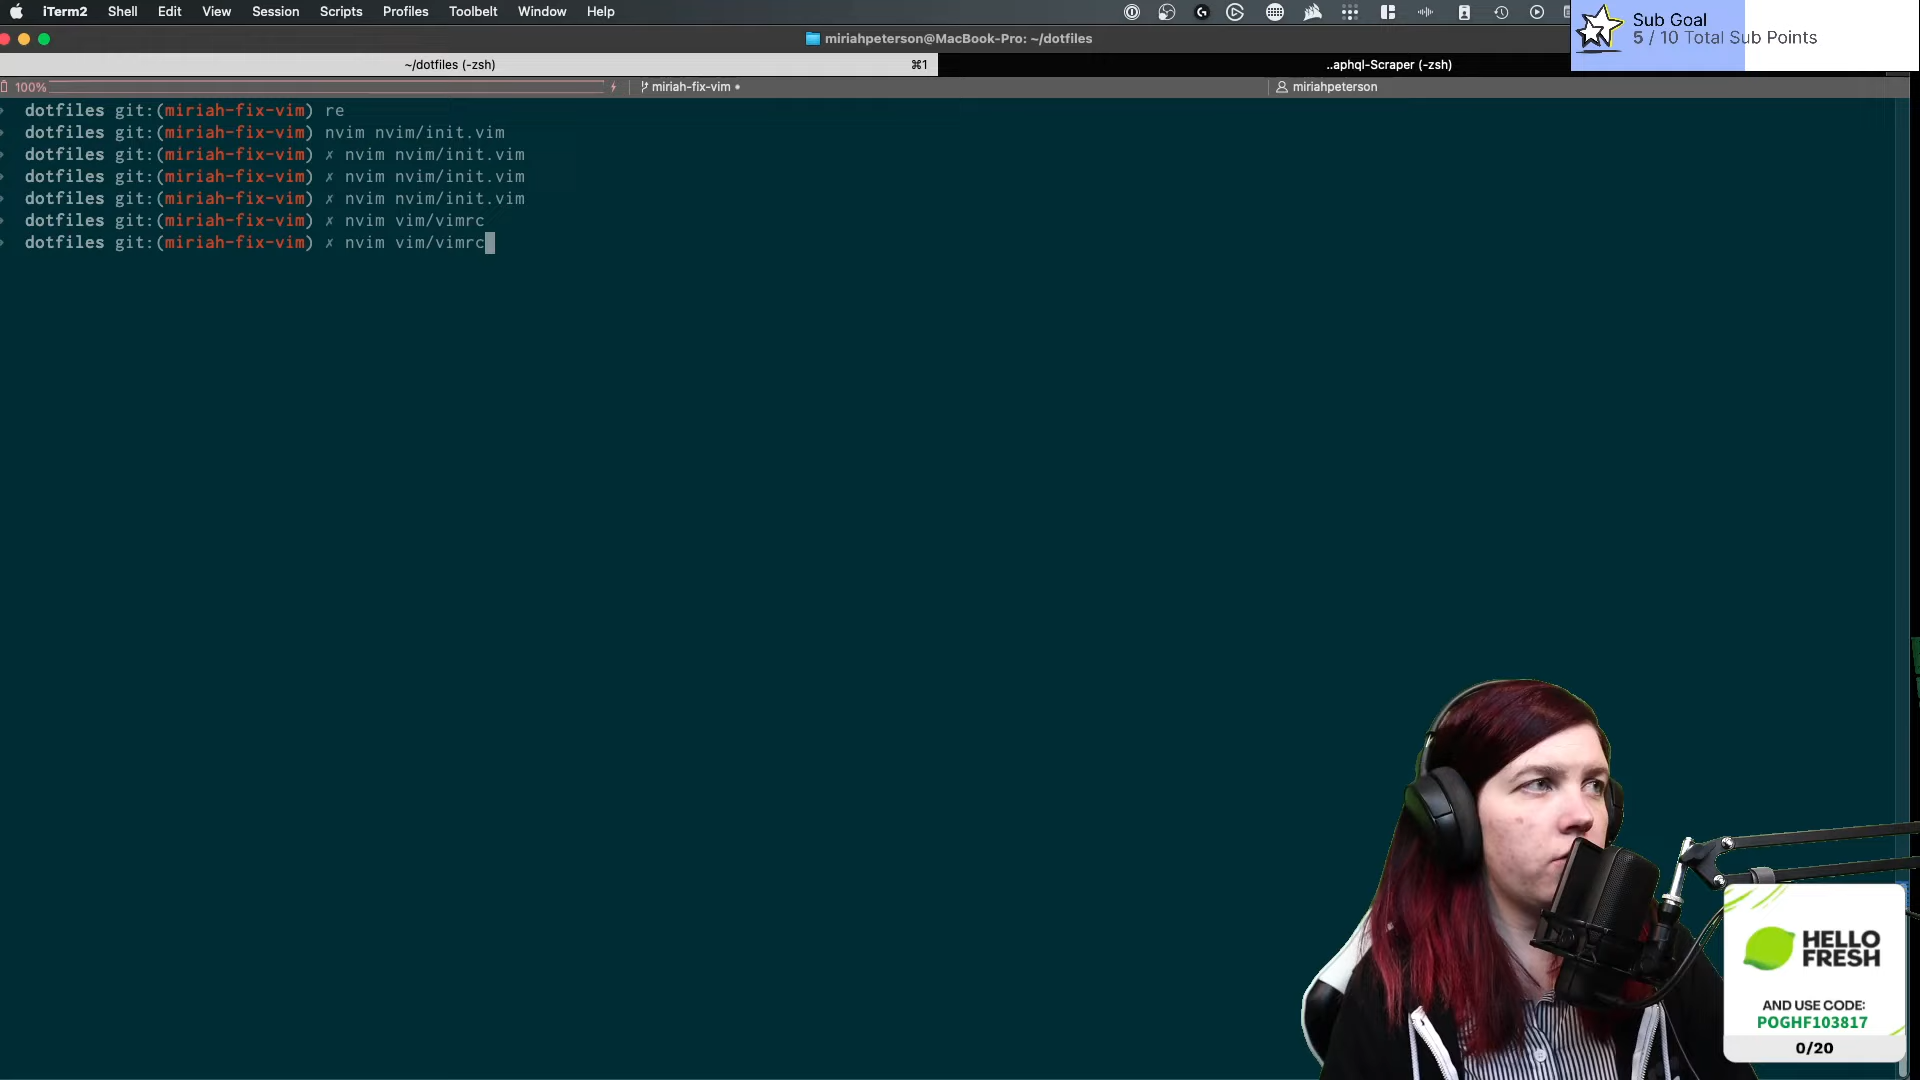 iTerm2 Shell Edit View Session Scripts Profiles Toolbelt Window Help
Sub Goal
5 / 10 Total Sub Points
miriahpeterson@MacBook-Pro: ~/dotfiles
~/dotfiles (-zsh) ⌘1 ..aphql-Scraper (-zsh)
100% miriah-fix-vim • miriahpeterson
dotfiles git:(miriah-fix-vim) re
dotfiles git:(miriah-fix-vim) nvim nvim/init.vim
dotfiles git:(miriah-fix-vim) ✗ nvim nvim/init.vim
dotfiles git:(miriah-fix-vim) ✗ nvim nvim/init.vim
dotfiles git:(miriah-fix-vim) ✗ nvim nvim/init.vim
dotfiles git:(miriah-fix-vim) ✗ nvim vim/vimrc
dotfiles git:(miriah-fix-vim) ✗ nvim vim/vimrc
HELLO
FRESH
AND USE CODE:
POGHF103817
0/20